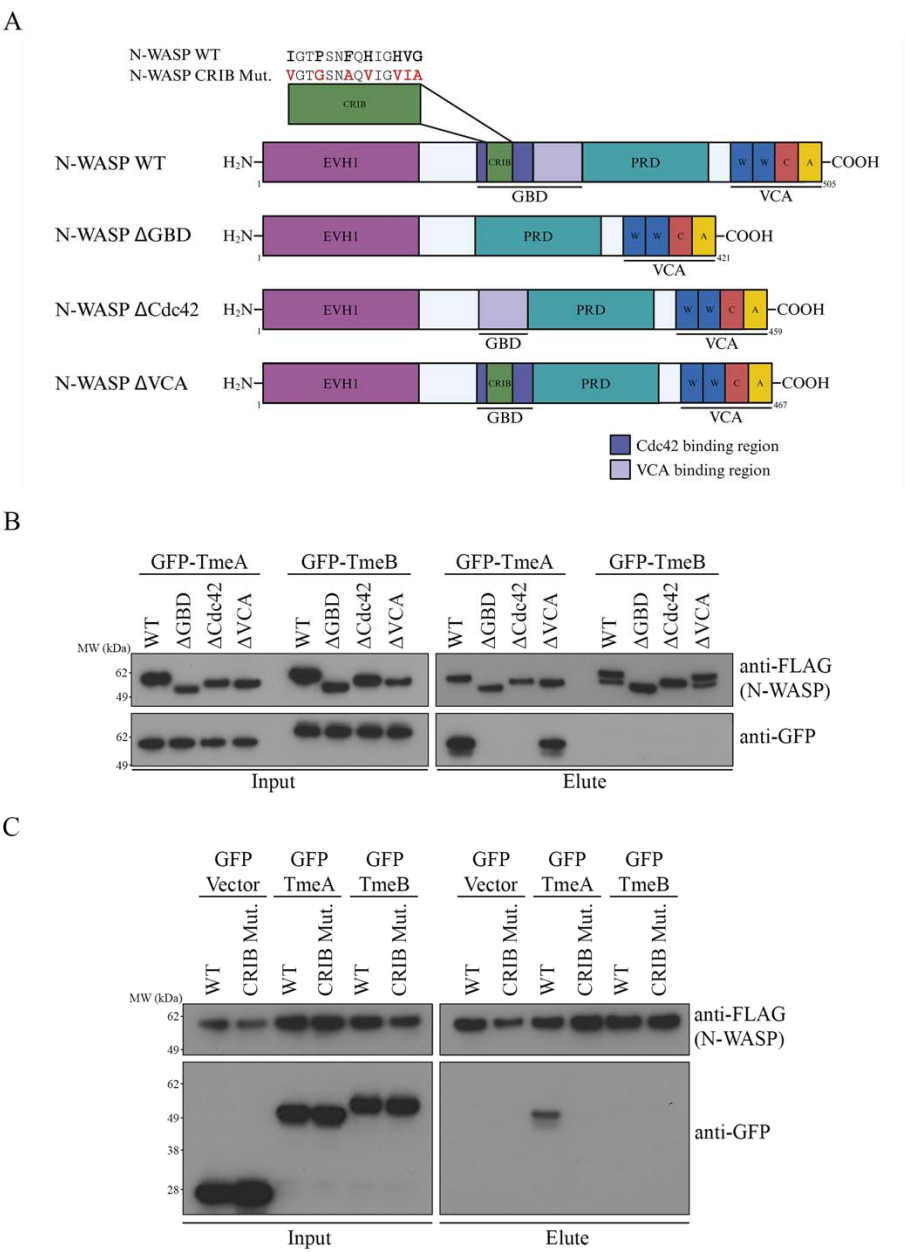 A
N-WASP WT IGTPSNFQHIGHVG
N-WASP CRIB Mut. VGTGSNAQVIGVIA
CRIB
N-WASP WT H₂N- EVH1 CRIB PRD W W C A -COOH
1 505
GBD VCA
N-WASP ΔGBD H₂N- EVH1 PRD W W C A -COOH
1 421
VCA
N-WASP ΔCdc42 H₂N- EVH1 PRD W W C A -COOH
1 459
GBD VCA
N-WASP ΔVCA H₂N- EVH1 CRIB PRD W W C A -COOH
1 467
GBD VCA
Cdc42 binding region
VCA binding region
B
GFP-TmeA GFP-TmeB GFP-TmeA GFP-TmeB
WT ΔGBD ΔCdc42 ΔVCA WT ΔGBD ΔCdc42 ΔVCA WT ΔGBD ΔCdc42 ΔVCA WT ΔGBD ΔCdc42 ΔVCA
MW (kDa)
62- anti-FLAG
49- (N-WASP)
62- anti-GFP
49-
Input Elute
C
GFP GFP GFP GFP GFP GFP
Vector TmeA TmeB Vector TmeA TmeB
WT CRIB Mut. WT CRIB Mut. WT CRIB Mut. WT CRIB Mut. WT CRIB Mut. WT CRIB Mut.
MW (kDa)
62- anti-FLAG
49- (N-WASP)
62-
49- anti-GFP
38-
28-
Input Elute